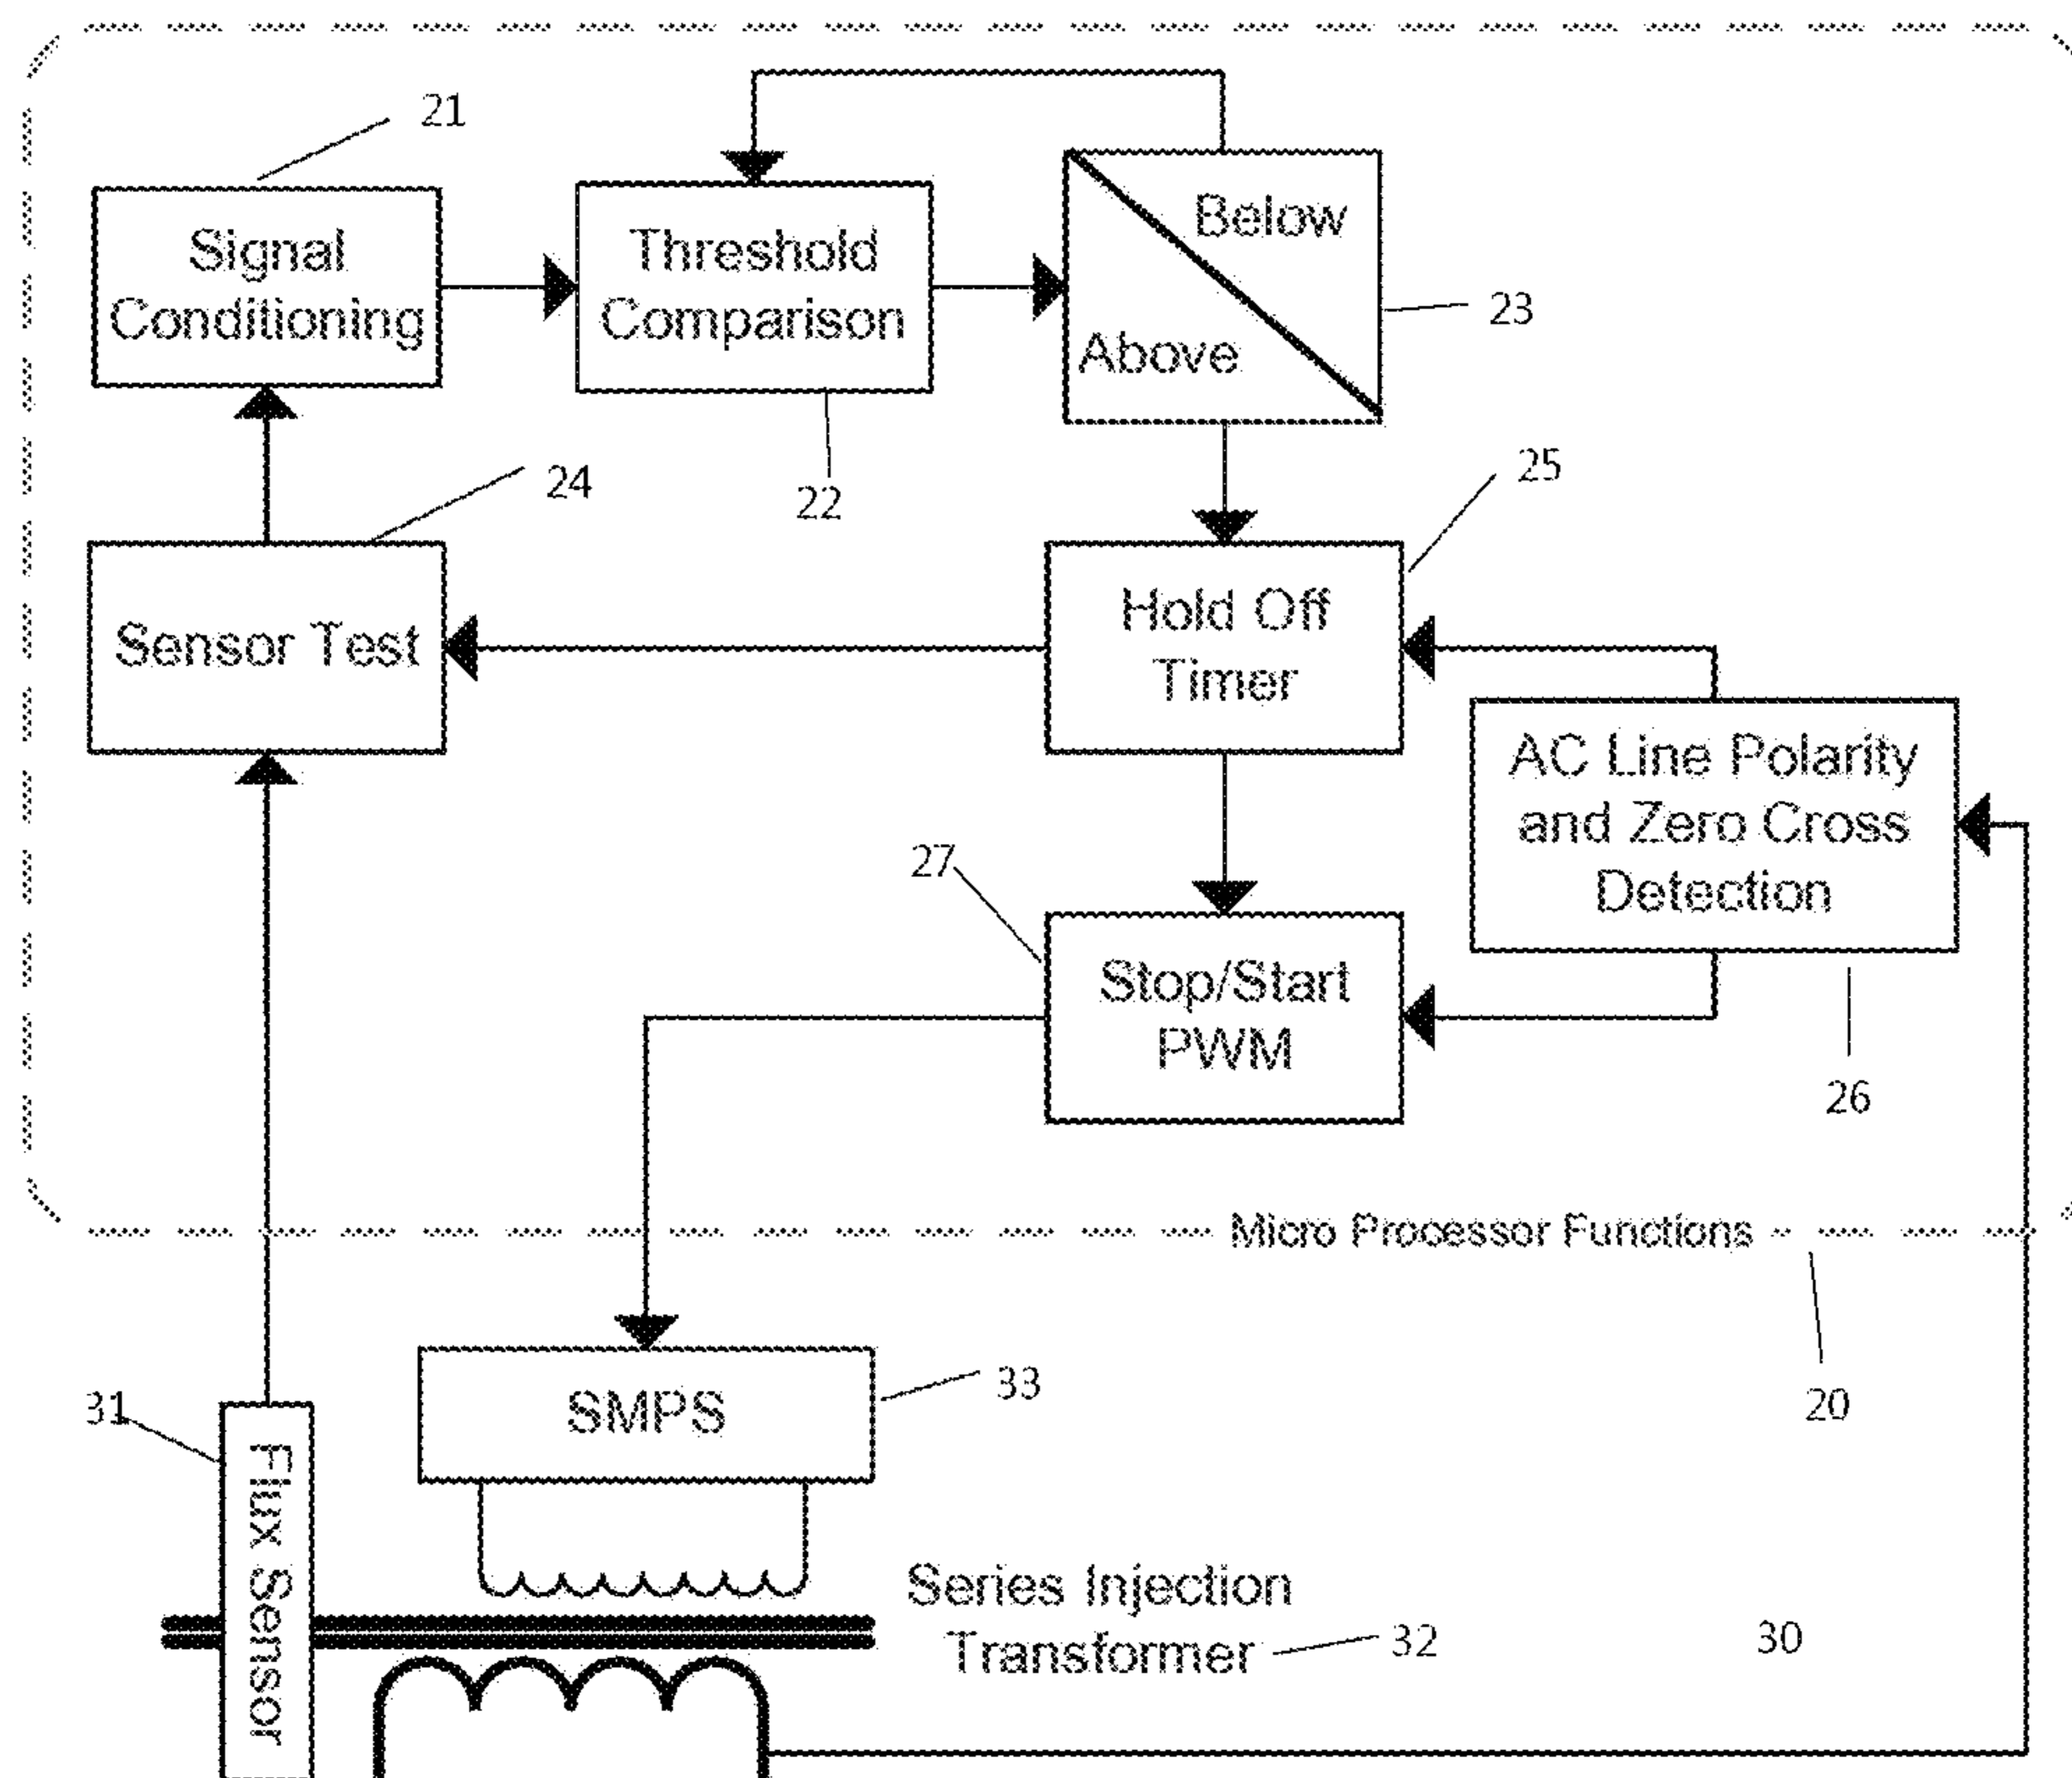 21
Signal
Conditioning
Threshold
Comparison
Below
Above
23
22
24
25
Sensor Test
Hold Off
Timer
AC Line Polarity
and Zero Cross
Detection
27
Stop/Start
PWM
26
Micro Processor Functions
20
SMPS
33
31
Flux Sensor
Series Injection
Transformer
32
30